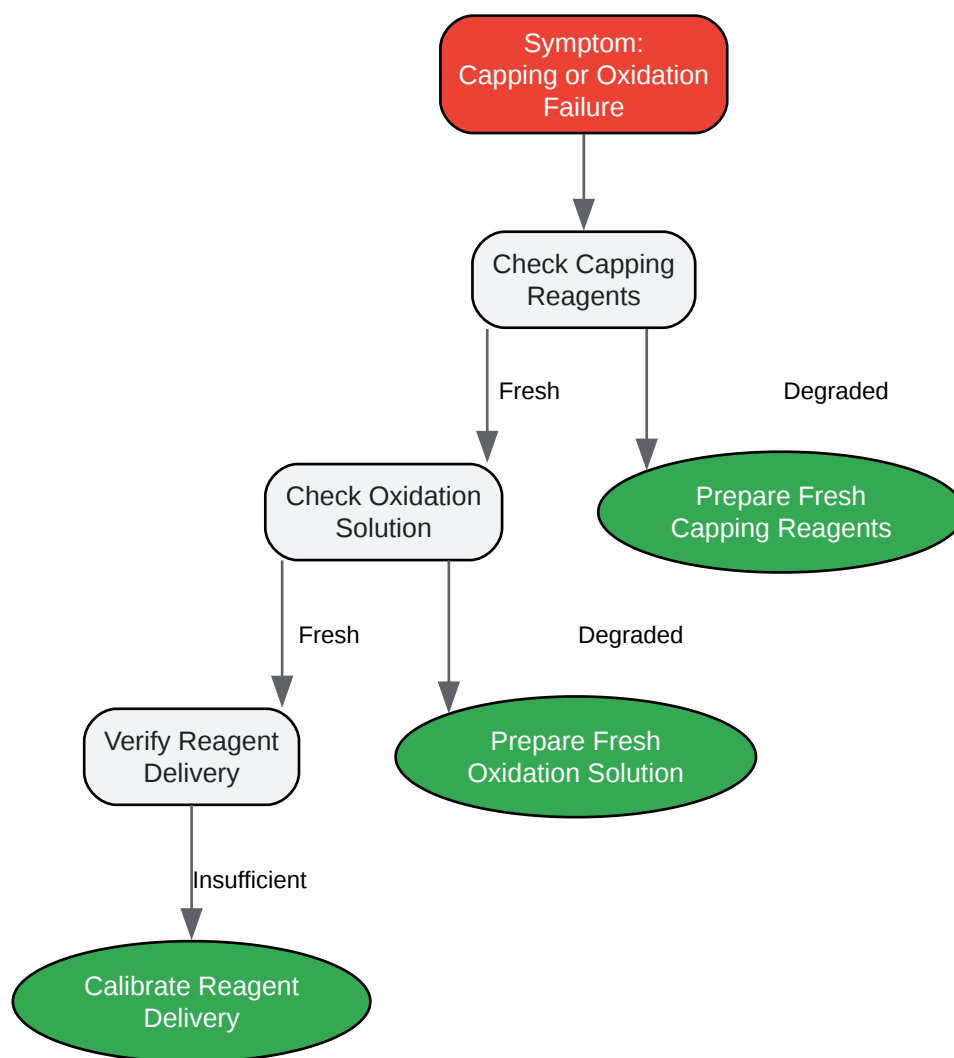 Symptom:
Capping or Oxidation
Failure
Check Capping
Reagents
Fresh
Degraded
Check Oxidation
Solution
Prepare Fresh
Capping Reagents
Fresh
Degraded
Verify Reagent
Delivery
Prepare Fresh
Oxidation Solution
Insufficient
Calibrate Reagent
Delivery